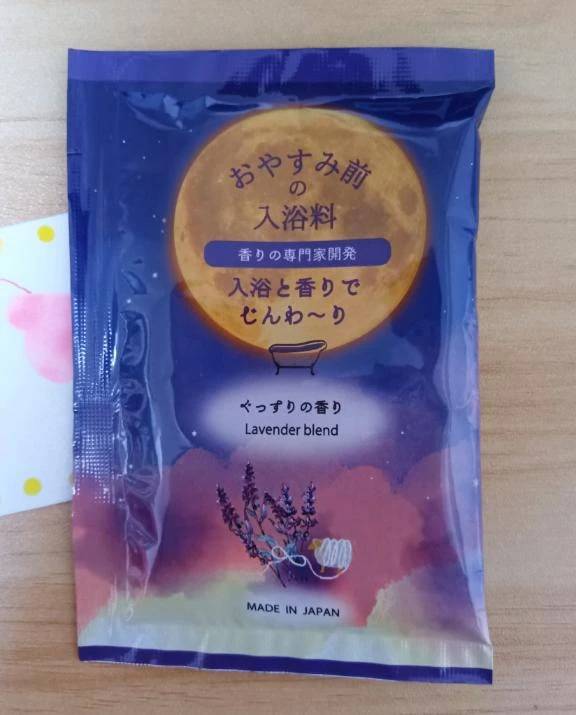 おやすみ前
の
入浴料
香りの専門家開発
入浴と香りで
じんわ～り
ぐっすりの香り
Lavender blend
MADE IN JAPAN